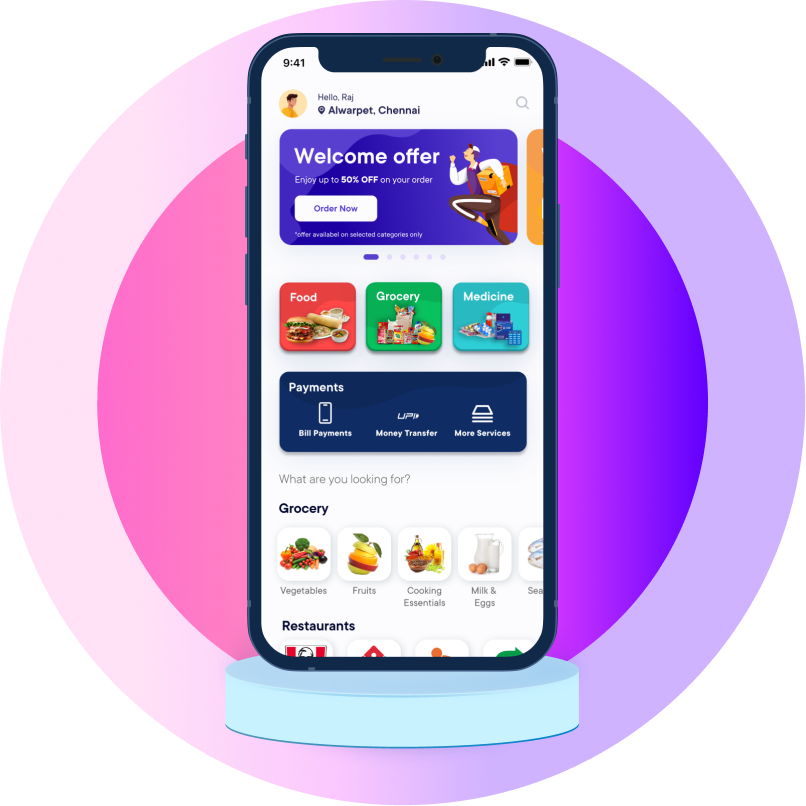 9:41
Hello, Raj
Alwarpet, Chennai
Welcome offer
Enjoy up to 50% OFF on your order
Order Now
*offer availabel on selected categories only
Food
Grocery
Medicine
Payments
Bill Payments
UPI
Money Transfer
More Services
What are you looking for?
Grocery
Vegetables
Fruits
Cooking
Essentials
Milk &
Eggs
Sea
Restaurants